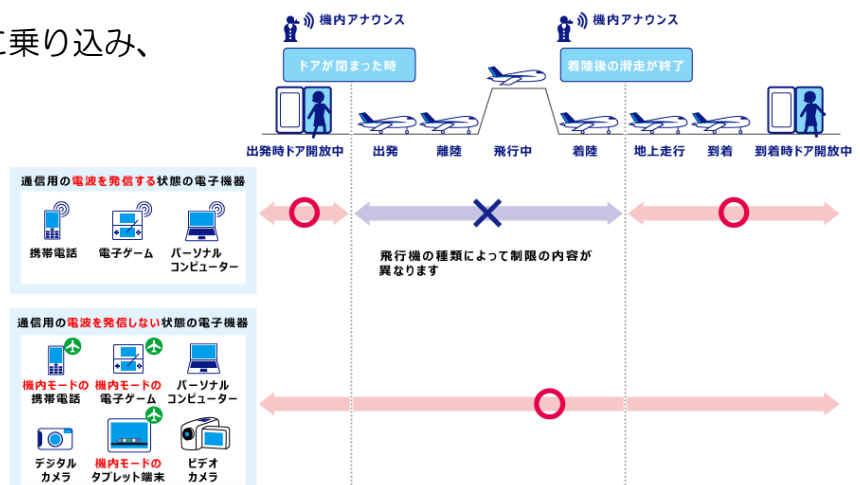 に乗り込み、
機内アナウンス
機内アナウンス
ドアが閉まった時
着陸後の滑走が終了
出発時ドア開放中
出発
離陸
飛行中
着陸
地上走行
到着
到着時ドア開放中
通信用の電波を発信する状態の電子機器
携帯電話
電子ゲーム
パーソナル
コンピューター
飛行機の種類によって制限の内容が
異なります
通信用の電波を発信しない状態の電子機器
機内モードの
携帯電話
機内モードの
電子ゲーム
パーソナル
コンピューター
デジタル
カメラ
機内モードの
タブレット端末
ビデオ
カメラ